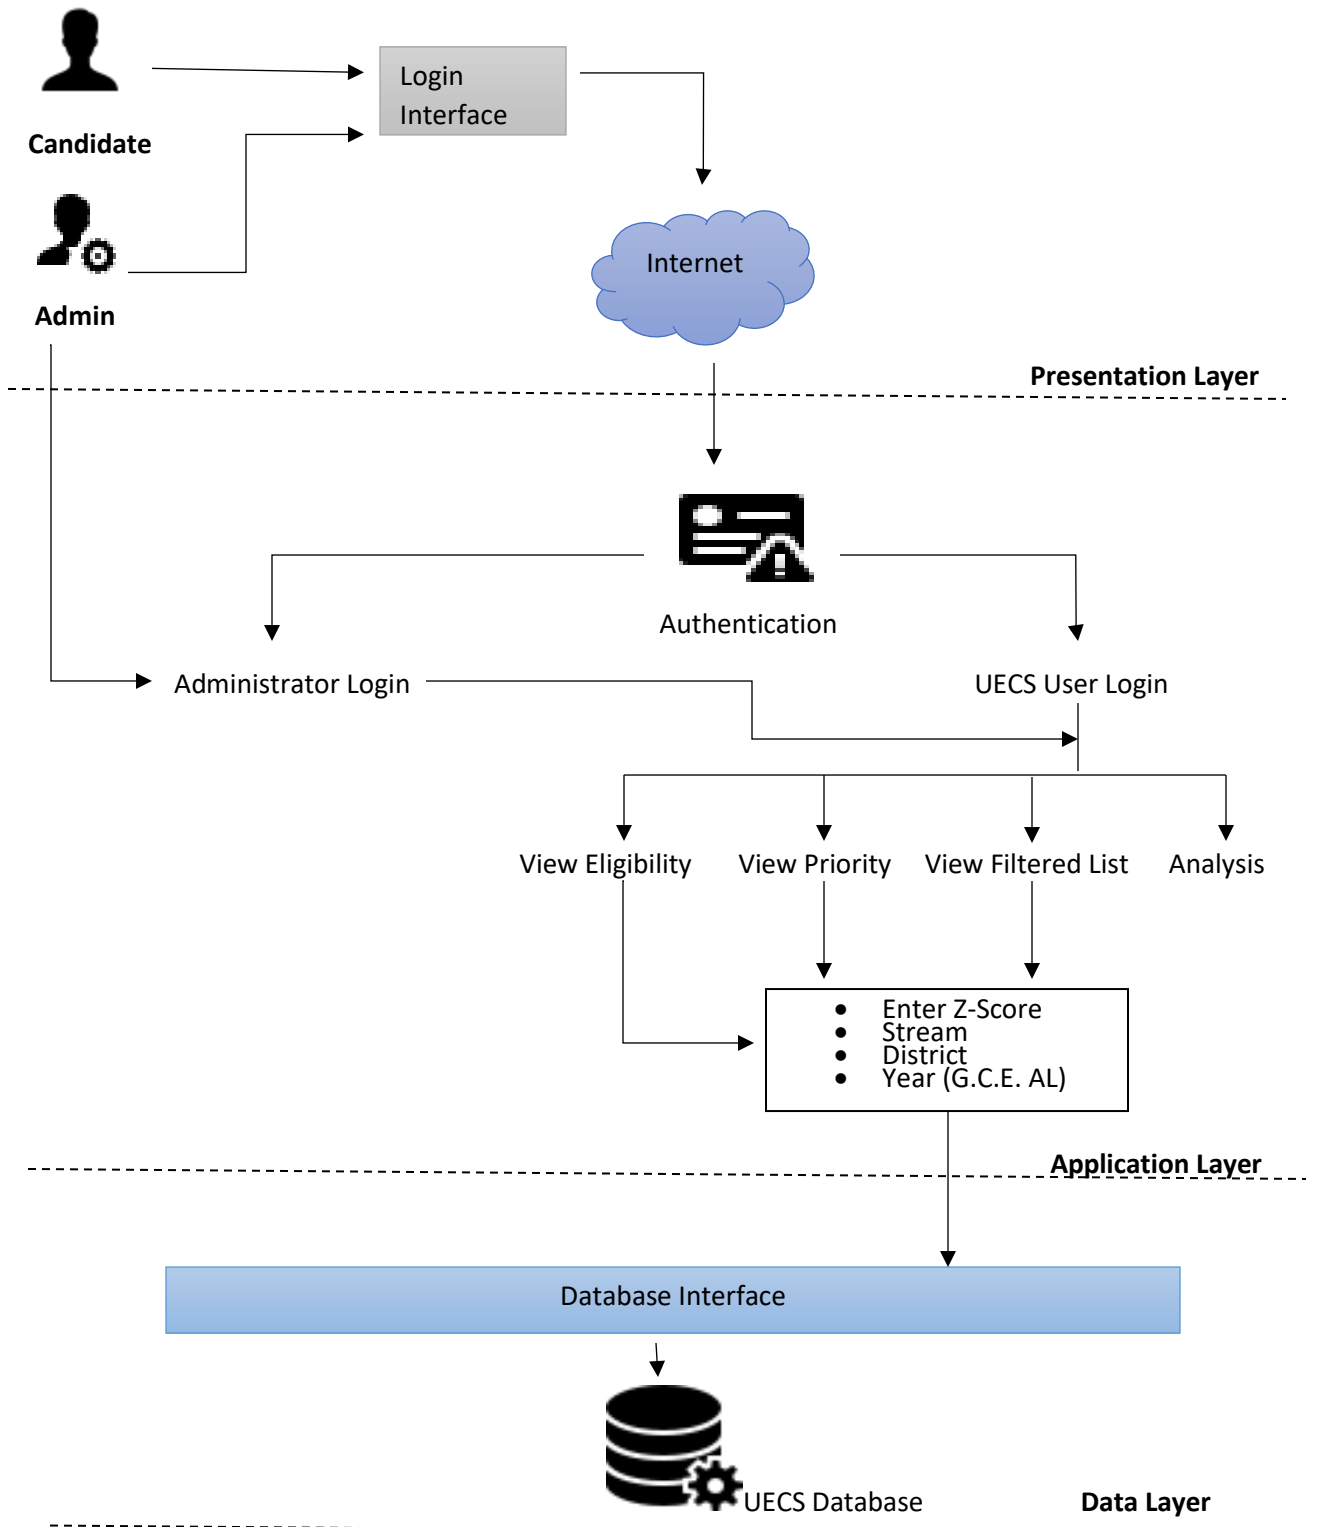 Login
Interface
Candidate
Internet
Admin
Presentation Layer
Authentication
Administrator Login
UECS User Login
View Eligibility
View Priority
View Filtered List
Analysis
● Enter Z-Score
● Stream
● District
● Year (G.C.E. AL)
Application Layer
Database Interface
UECS Database
Data Layer